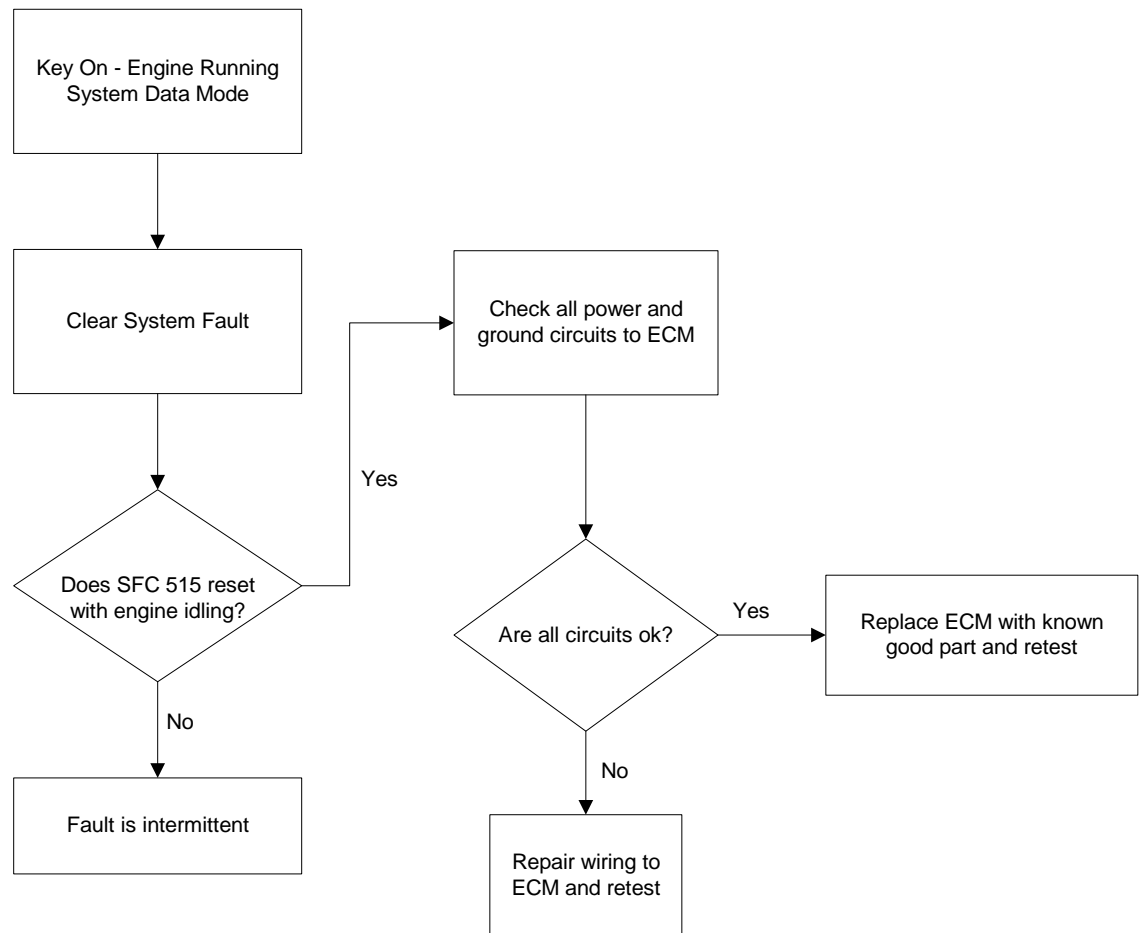 Key On - Engine Running
System Data Mode
Clear System Fault
Check all power and
ground circuits to ECM
Yes
Does SFC 515 reset
with engine idling?
Are all circuits ok?
Yes
Replace ECM with known
good part and retest
No
Fault is intermittent
No
Repair wiring to
ECM and retest